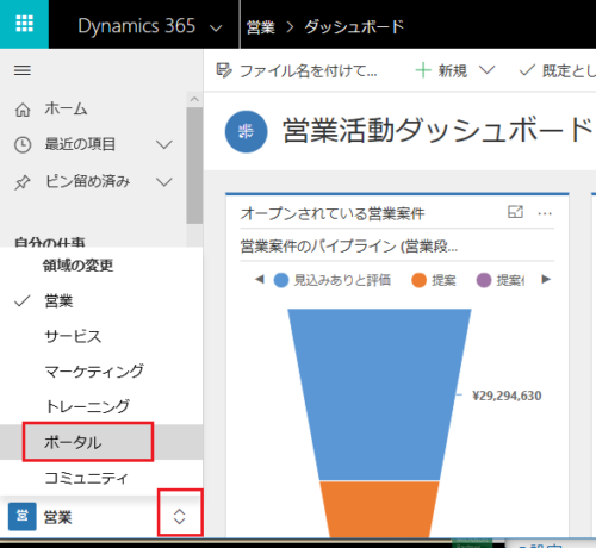 Dynamics 365
営業 > ダッシュボード
ファイル名を付けて...
新規
既定とし
ホーム
最近の項目
ピン留め済み
営業活動ダッシュボード
自分の仕事
領域の変更
営業
サービス
マーケティング
トレーニング
ポータル
コミュニティ
営 営業
オープンされている営業案件
営業案件のパイプライン (営業段...
見込みありと評価
提案
提案
¥29,294,630